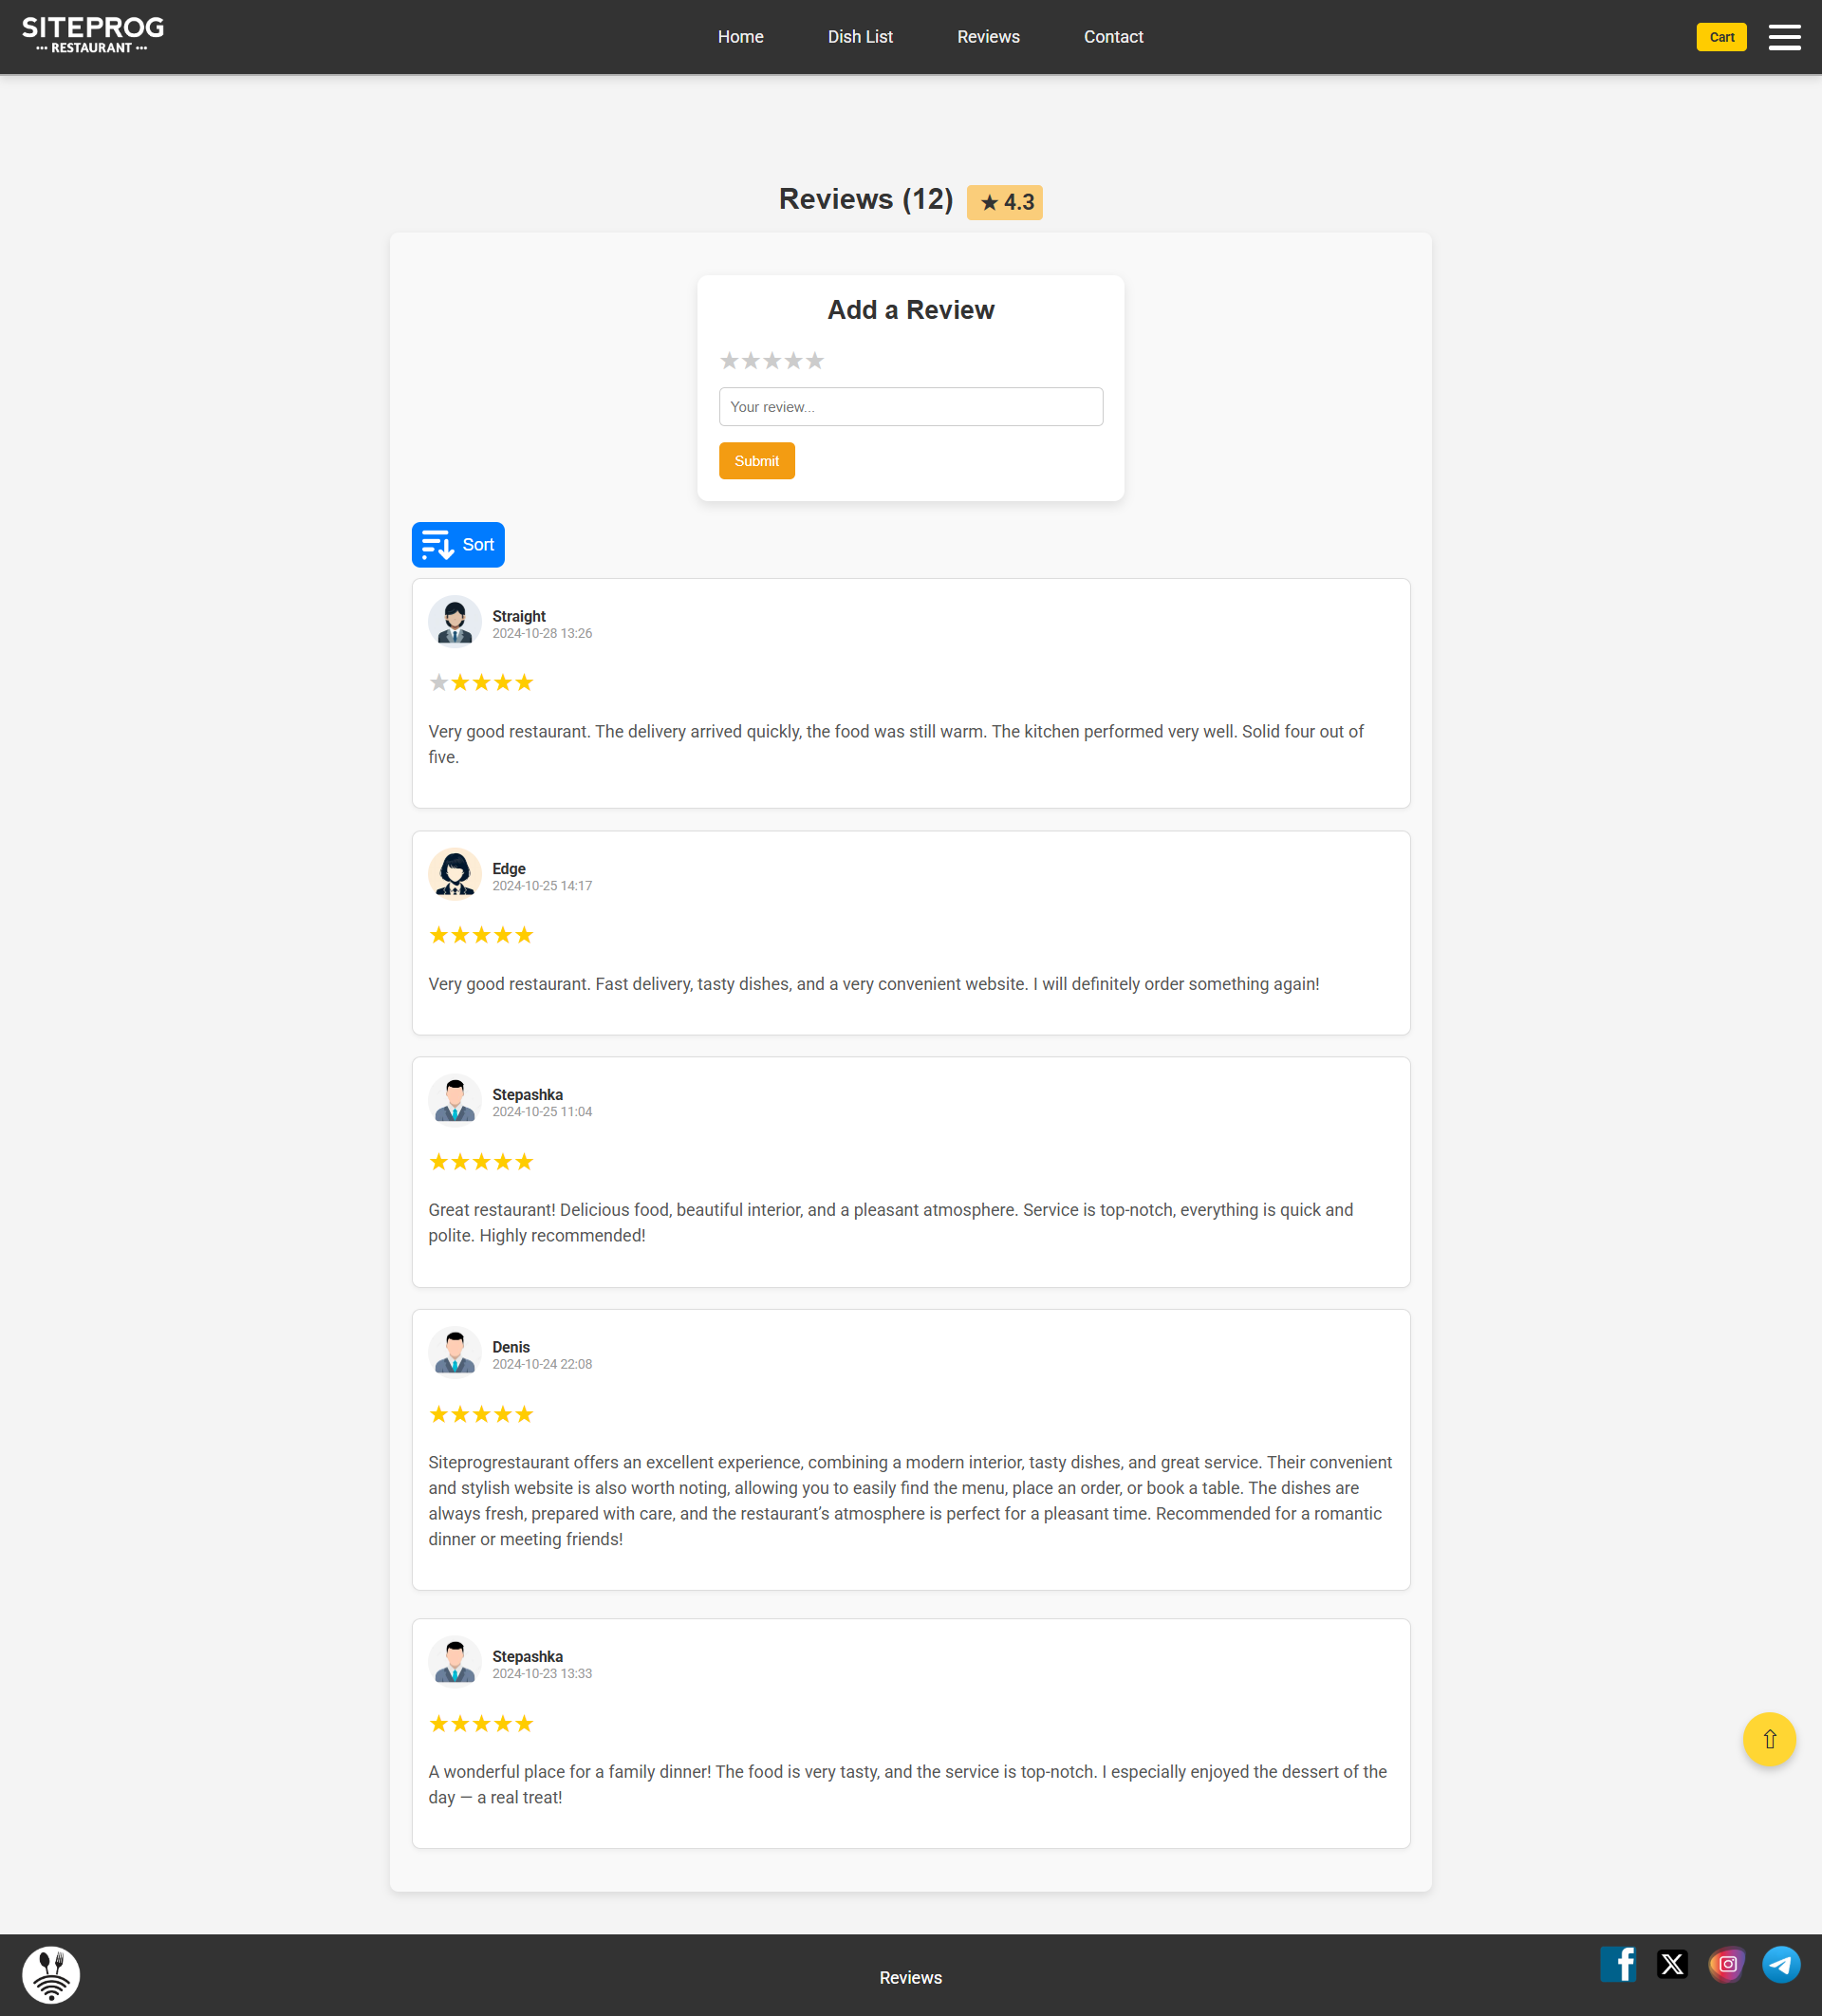 SITEPROG
••• RESTAURANT •••
Home
Dish List
Reviews
Contact
Cart
Reviews (12)
★ 4.3
Add a Review
Your review...
Submit
Sort
Straight
2024-10-28 13:26
Very good restaurant. The delivery arrived quickly, the food was still warm. The kitchen performed very well. Solid four out of
five.
Edge
2024-10-25 14:17
Very good restaurant. Fast delivery, tasty dishes, and a very convenient website. I will definitely order something again!
Stepashka
2024-10-25 11:04
Great restaurant! Delicious food, beautiful interior, and a pleasant atmosphere. Service is top-notch, everything is quick and
polite. Highly recommended!
Denis
2024-10-24 22:08
Siteprogrestaurant offers an excellent experience, combining a modern interior, tasty dishes, and great service. Their convenient
and stylish website is also worth noting, allowing you to easily find the menu, place an order, or book a table. The dishes are
always fresh, prepared with care, and the restaurant’s atmosphere is perfect for a pleasant time. Recommended for a romantic
dinner or meeting friends!
Stepashka
2024-10-23 13:33
A wonderful place for a family dinner! The food is very tasty, and the service is top-notch. I especially enjoyed the dessert of the
day — a real treat!
Reviews